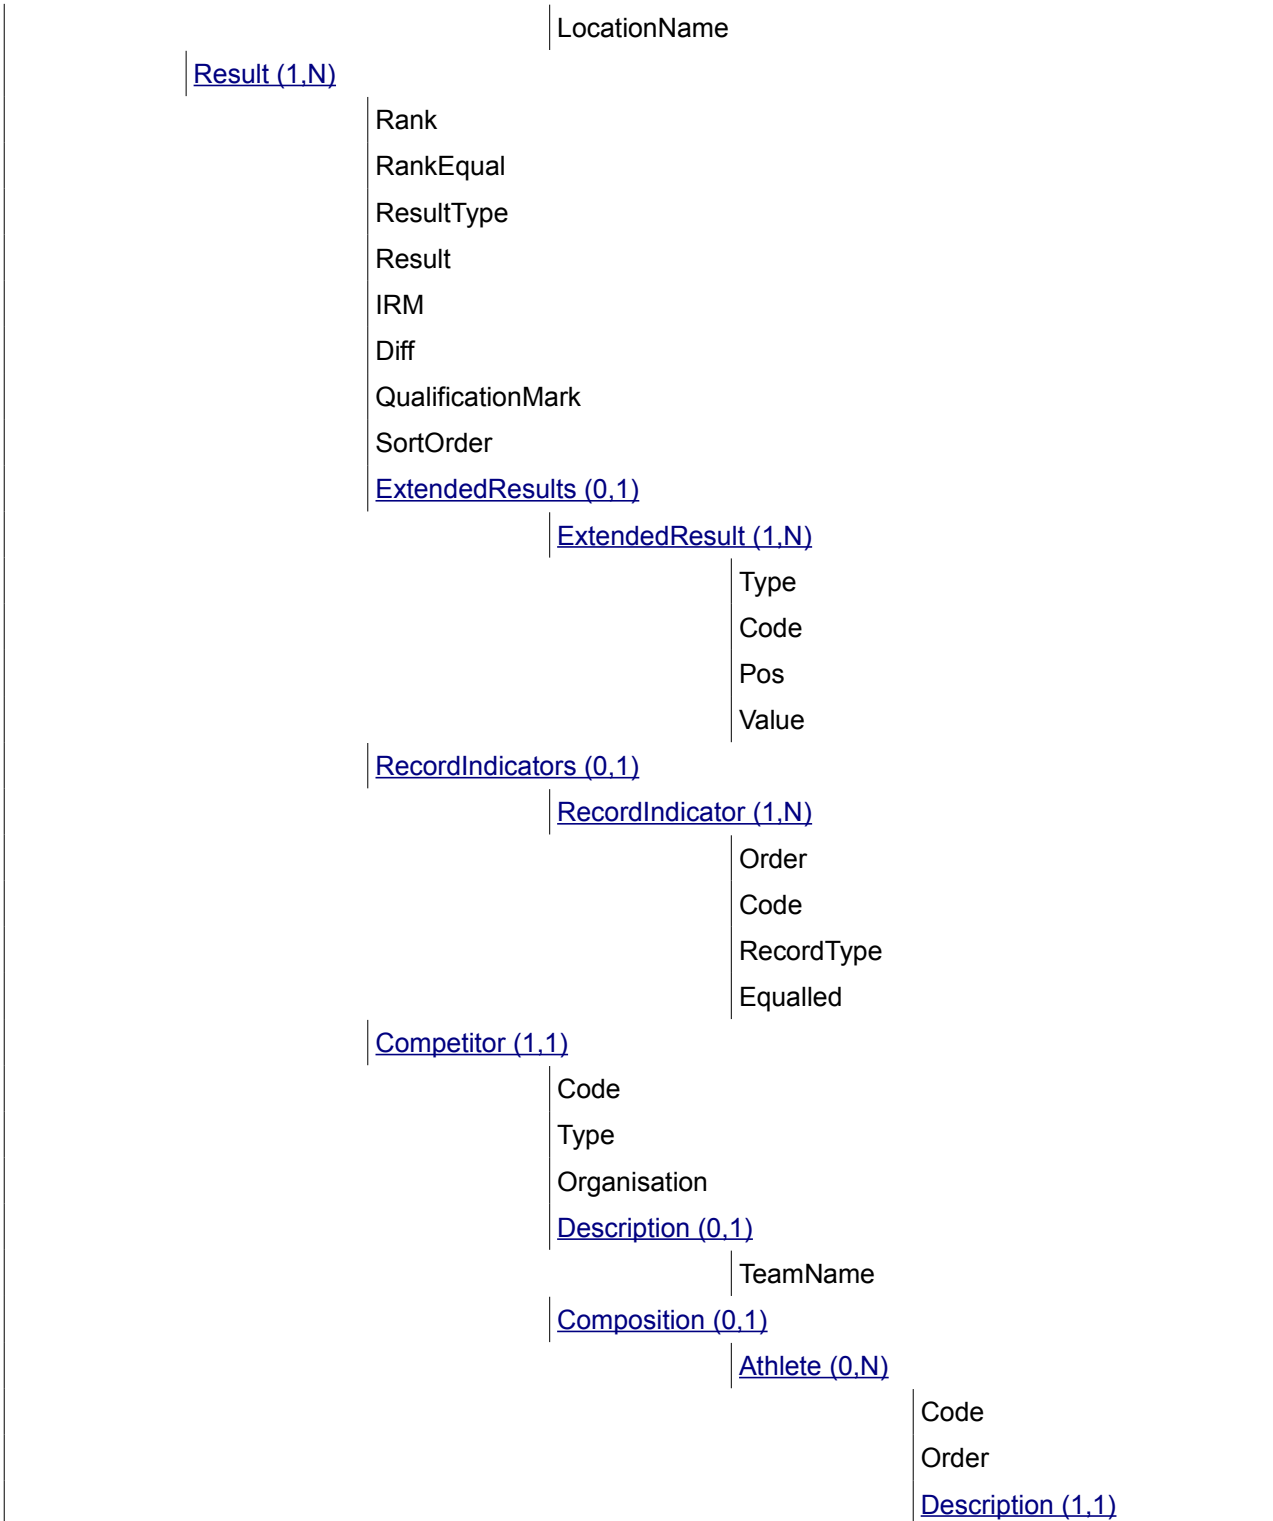 LocationName
Result (1,N)
Rank
RankEqual
ResultType
Result
IRM
Diff
QualificationMark
SortOrder
ExtendedResults (0,1)
ExtendedResult (1,N)
Type
Code
Pos
Value
RecordIndicators (0,1)
RecordIndicator (1,N)
Order
Code
RecordType
Equalled
Competitor (1,1)
Code
Type
Organisation
Description (0,1)
TeamName
Composition (0,1)
Athlete (0,N)
Code
Order
Description (1,1)